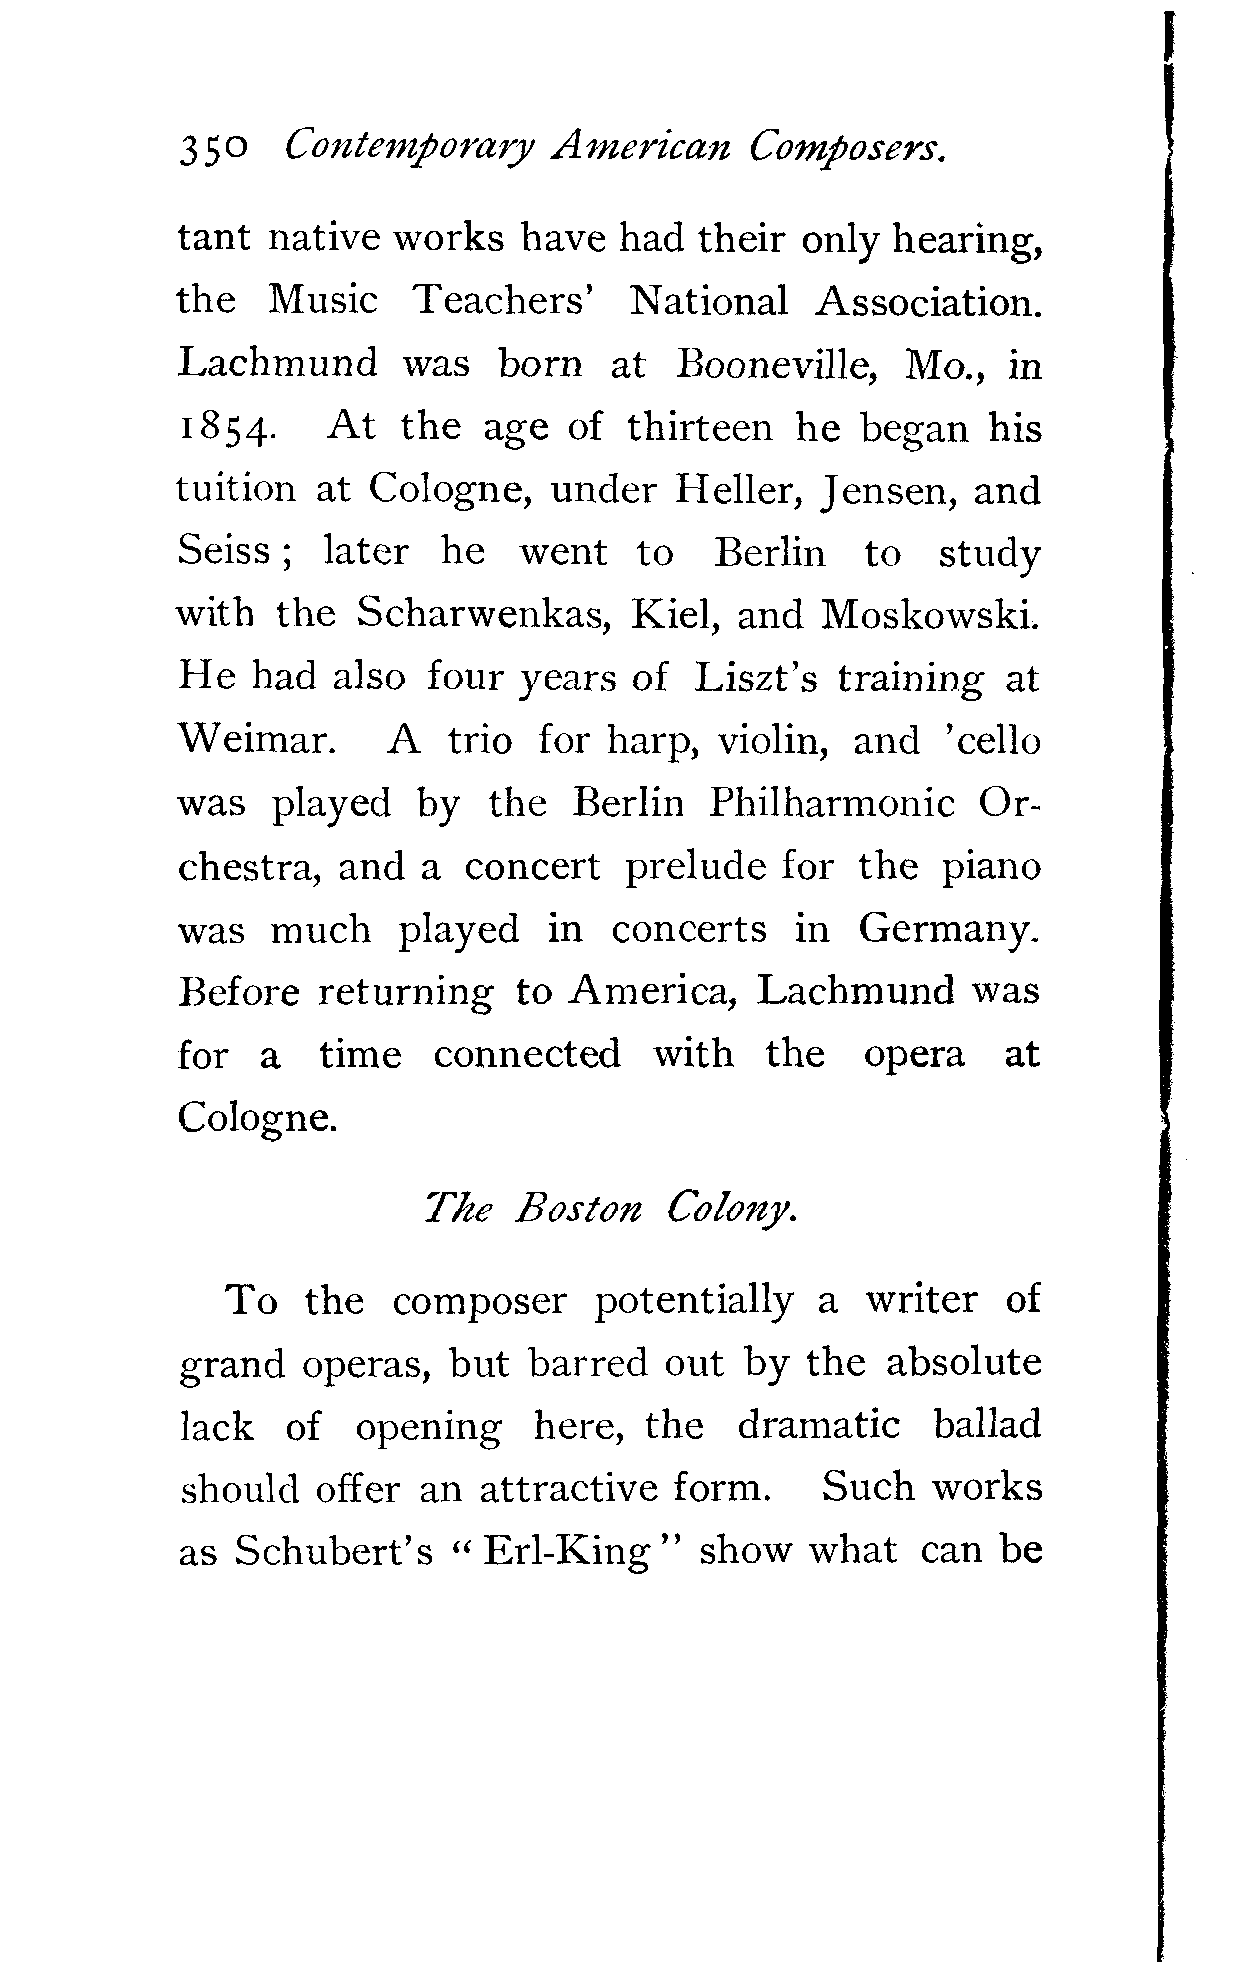 350 Contemporary American Composers.
tant native works have had their only hearing,
the Music Teachers' National Association.
Lachmund was born at Booneville, Mo., in
1854. At the age of thirteen he began his
tuition at Cologne, under Heller, Jensen, and
Seiss ; later he went to Berlin to study
with the Scharwenkas, Kiel, and Moskowski.
He had also four years of Liszt's training at
Weimar. A trio for harp, violin, and 'cello
was played by the Berlin Philharmonic Or-
chestra, and a concert prelude for the piano
was much played in concerts in Germany.
Before returning to America, Lachmund was
for a time connected with the opera at
Cologne.
The Boston Colony.
To the composer potentially a writer of
grand operas, but barred out by the absolute
lack of opening here, the dramatic ballad
should offer an attractive form. Such works
as Schubert's “ Erl-King ” show what can be